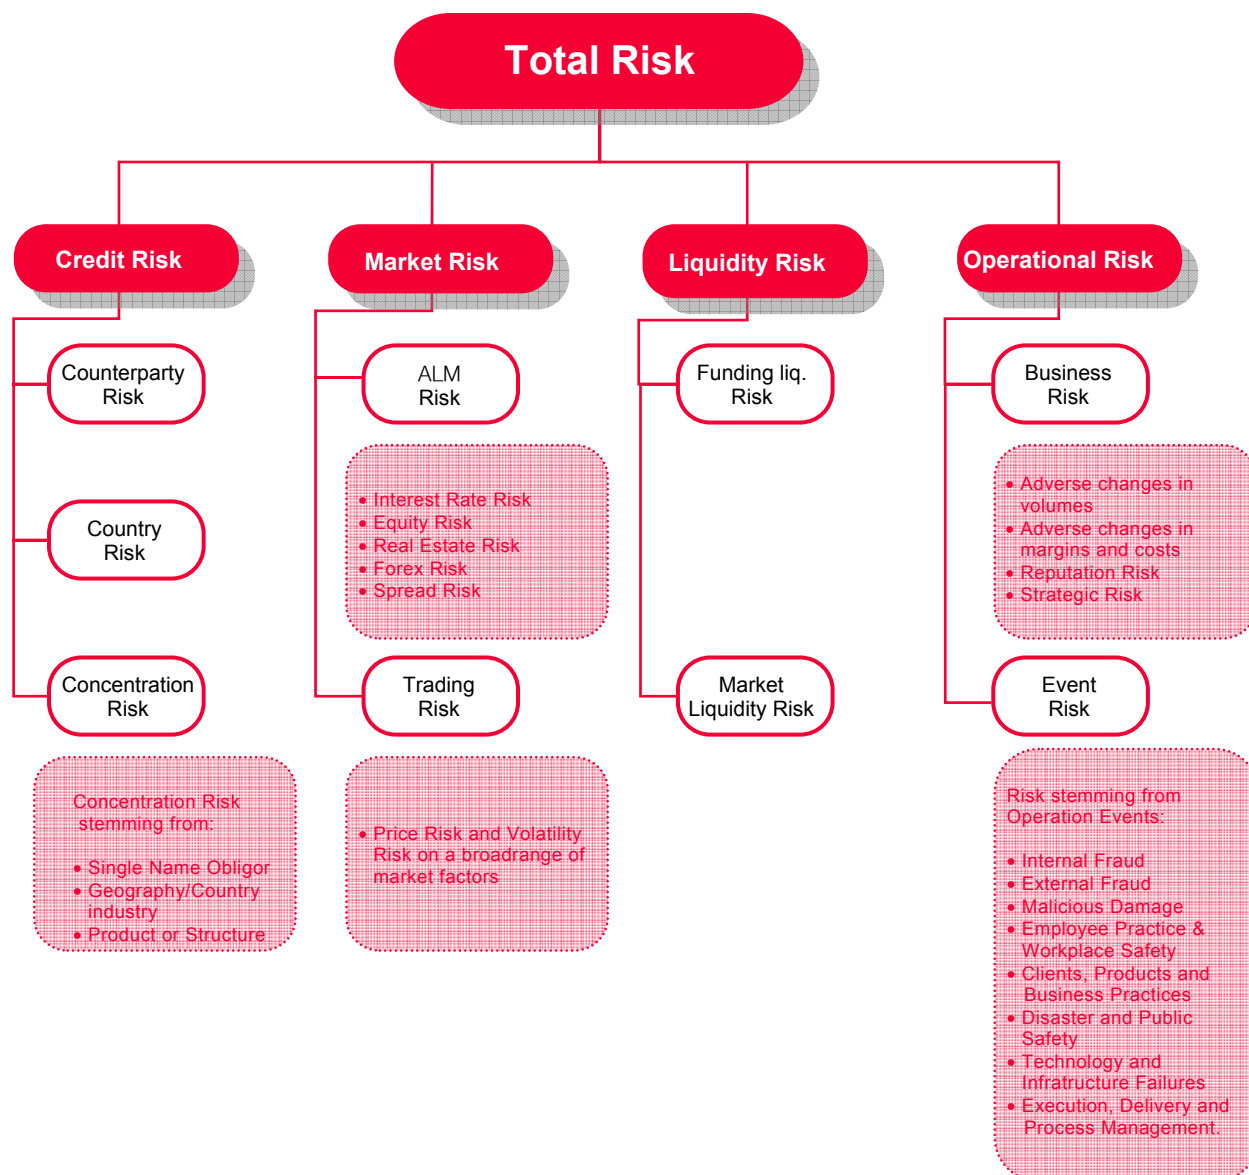 Total Risk
Credit Risk
Market Risk
Liquidity Risk
Operational Risk
Counterparty
Risk
ALM
Risk
Funding liq.
Risk
Business
Risk
• Interest Rate Risk
• Equity Risk
• Real Estate Risk
• Forex Risk
• Spread Risk
• Adverse changes in
volumes
• Adverse changes in
margins and costs
• Reputation Risk
• Strategic Risk
Country
Risk
Concentration
Risk
Trading
Risk
Market
Liquidity Risk
Event
Risk
Concentration Risk
stemming from:
• Single Name Obligor
• Geography/Country
industry
• Product or Structure
• Price Risk and Volatility
Risk on a broadrange of
market factors
Risk stemming from
Operation Events:
• Internal Fraud
• External Fraud
• Malicious Damage
• Employee Practice &
Workplace Safety
• Clients, Products and
Business Practices
• Disaster and Public
Safety
• Technology and
Infratructure Failures
• Execution, Delivery and
Process Management.